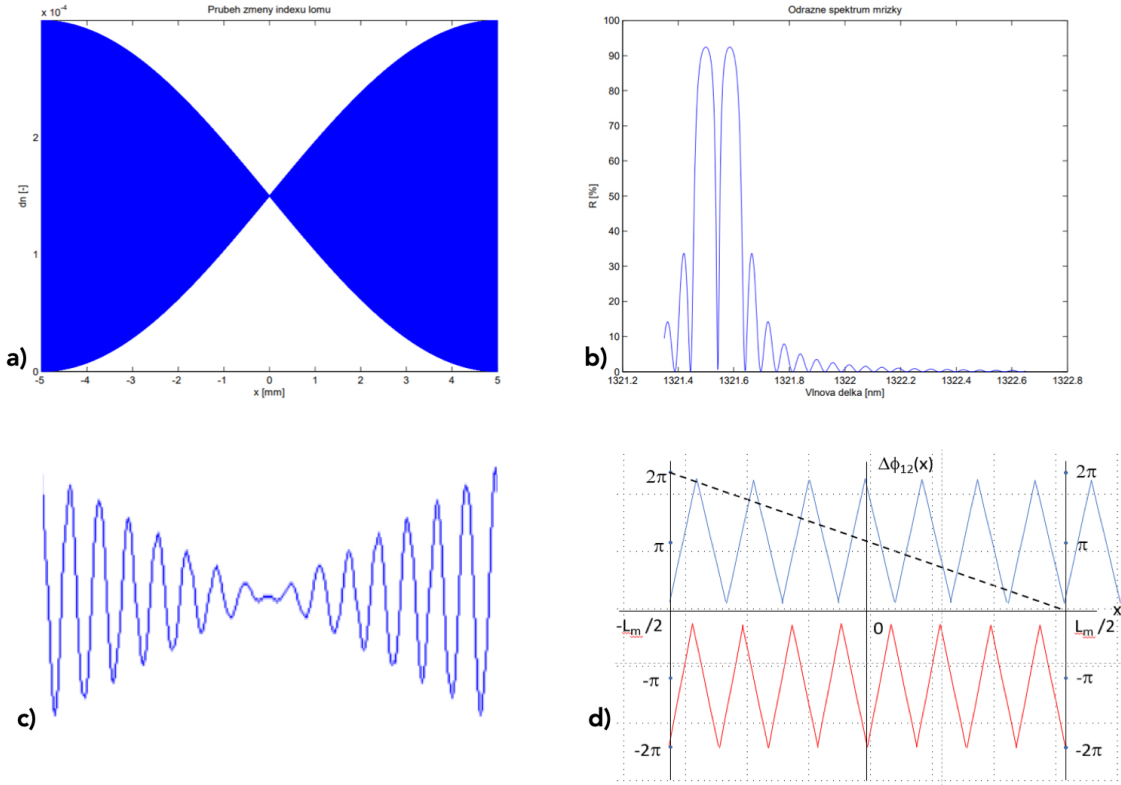 Prubeh zmeny indexu lomu
x 10^-4
dn [-]
2
1
0
-5 -4 -3 -2 -1 0 1 2 3 4 5
x [mm]
a)
Odrazne spektrum mrizky
R [%]
100
90
80
70
60
50
40
30
20
10
0
1321.2 1321.4 1321.6 1321.8 1322 1322.2 1322.4 1322.6 1322.8
Vlnova delka [nm]
b)
c)
Δϕ₁₂(x)
2π 2π
π π
x
-Lm/2 0 Lm/2
-π -π
-2π -2π
d)